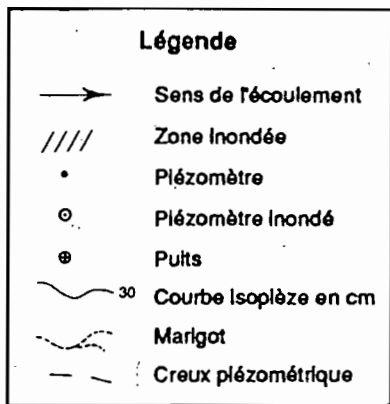 Légende
Sens de l'écoulement
Zone Inondée
Piézomètre
Piézomètre Inondé
Puits
30 Courbe Isopièze en cm
Marigot
Creux piézométrique